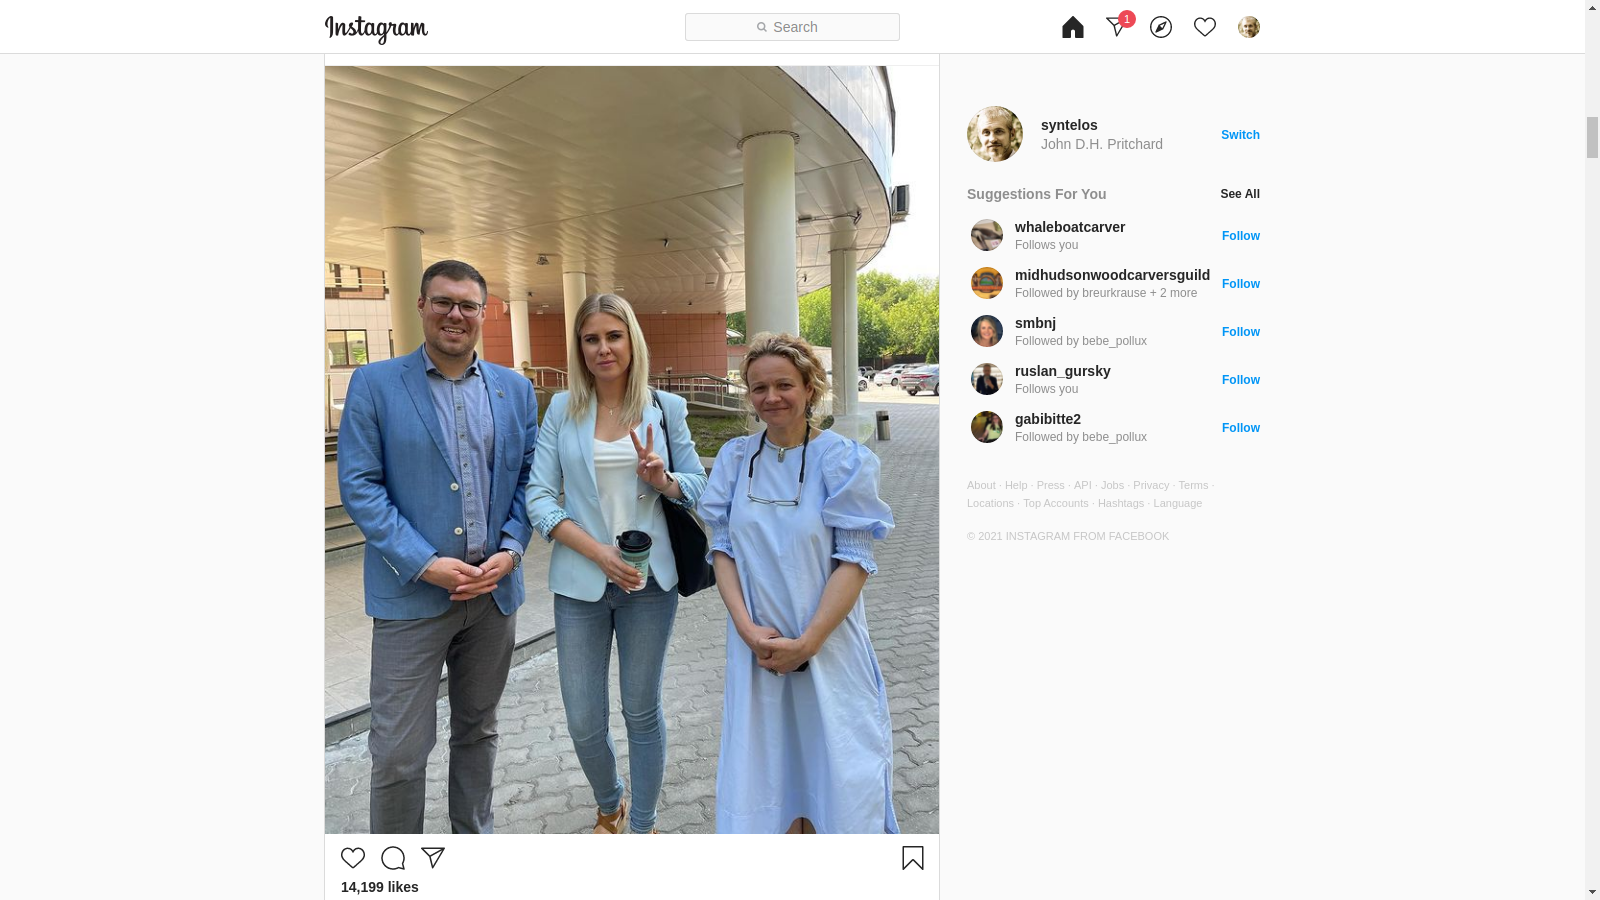 Instagram
Search
1
syntelos
John D.H. Pritchard
Switch
Suggestions For You
See All
whaleboatcarver
Follows you
Follow
midhudsonwoodcarversguild
Followed by breurkrause + 2 more
Follow
smbnj
Followed by bebe_pollux
Follow
ruslan_gursky
Follows you
Follow
gabibitte2
Followed by bebe_pollux
Follow
About · Help · Press · API · Jobs · Privacy · Terms ·
Locations · Top Accounts · Hashtags · Language
© 2021 INSTAGRAM FROM FACEBOOK
14,199 likes